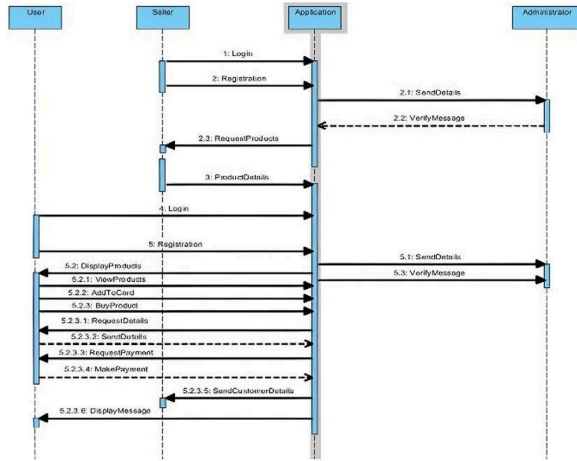 User
Seller
Application
Administraior
1: Login
2: Registration
2.1: SendDetails
2.2: VerifyMessage
2.3: RequestProducts
3: ProductDetails
4: Login
5: Registration
5.1: SendDetails
5.2: DisplayProducts
5.3: VerifyMessage
5.2.1: ViewProducts
5.2.2: AddToCard
5.2.3: BuyProduct
5.2.3.1: RequestDetails
5.2.3.2: SendDetails
5.2.3.3: RequestPayment
5.2.3.4: MakePayment
5.2.3.5: SendCustomerDetails
5.2.3.6: DisplayMessage